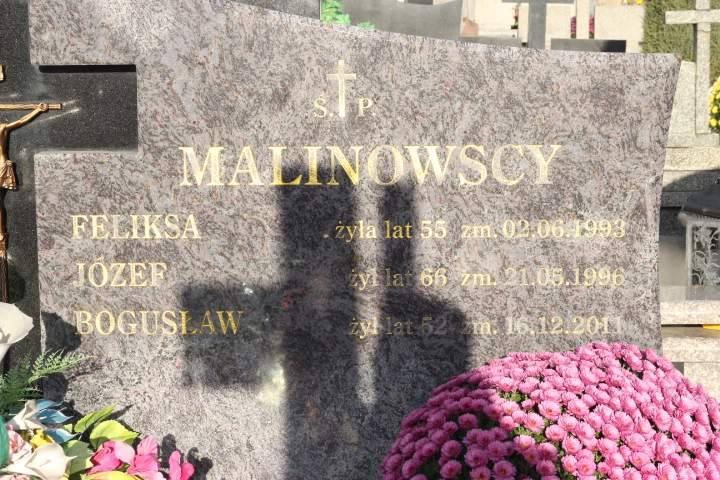 Ś. P.
MALINOWSCY
FELIKSA żyła lat 55 zm. 02.06.1993
JÓZEF żył lat 66 zm. 21.05.1996
BOGUSŁAW żył lat 52 zm. 16.12.2011